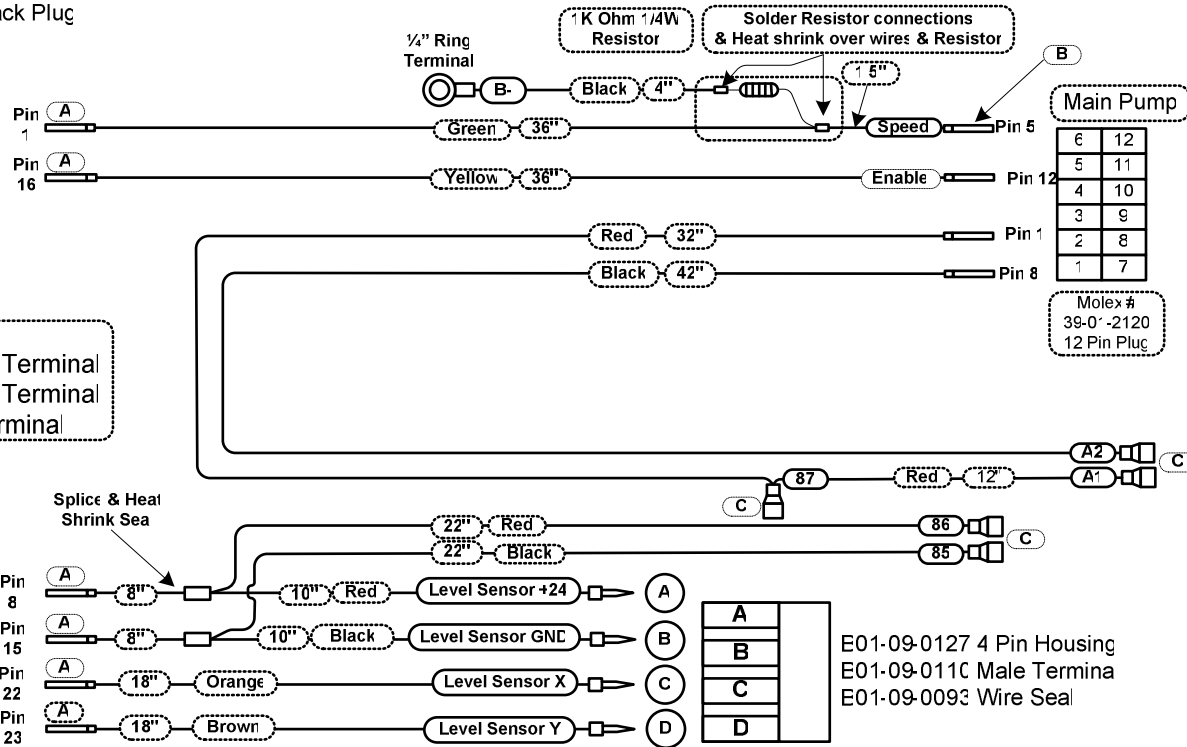 ack Plug
1K Ohm 1/4W
Resistor
Solder Resistor connections
& Heat shrink over wires & Resistor
¼" Ring
Terminal
B-
Black
4"
1.5"
B
Pin
1
A
Green
36"
Speed
Pin 5
Main Pump
Pin
16
A
Yellow
36"
Enable
Pin 12
6 12
5 11
4 10
3 9
2 8
1 7
Red
32"
Pin 1
Black
42"
Pin 8
Molex #
39-01-2120
12 Pin Plug
Terminal
Terminal
rminal
A2
C
87
Red
12"
A1
C
Splice & Heat
Shrink Sea
22"
Red
86
C
22"
Black
85
Pin
8
A
8"
10"
Red
Level Sensor +24
A
Pin
15
A
8"
10"
Black
Level Sensor GND
B
Pin
22
A
18"
Orange
Level Sensor X
C
Pin
23
A
18"
Brown
Level Sensor Y
D
A
B
C
D
E01-09-0127 4 Pin Housing
E01-09-0110 Male Termina
E01-09-0093 Wire Seal